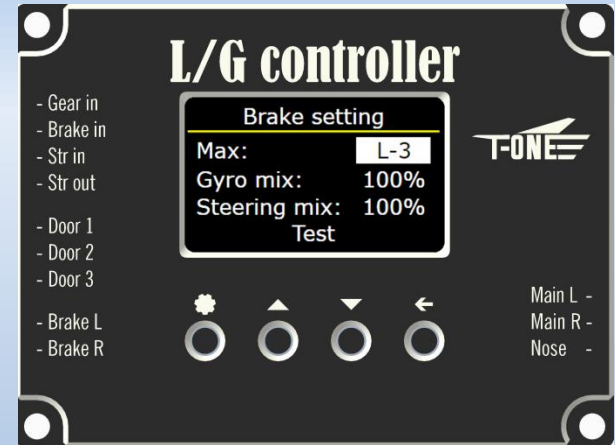 L/G controller
- Gear in
- Brake in
- Str in
- Str out
- Door 1
- Door 2
- Door 3
- Brake L
- Brake R
Brake setting
Max: L-3
Gyro mix: 100%
Steering mix: 100%
Test
T-ONE
Main L -
Main R -
Nose -